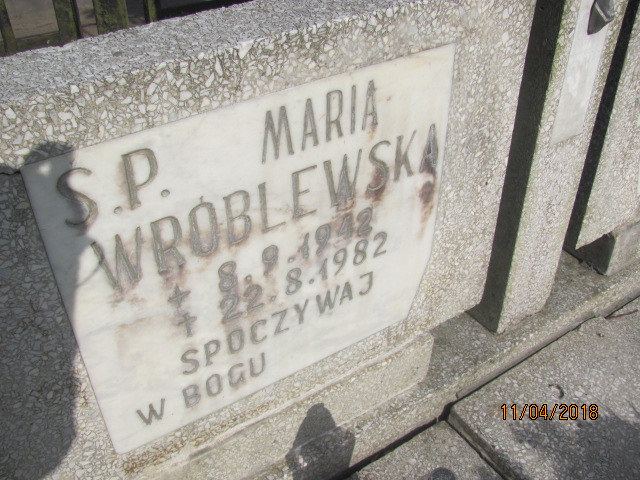 S.P. MARIA
WRÓBLEWSKA
* 8.9.1942
+ 22.8.1982
SPOCZYWAJ
W BOGU
11/04/2018